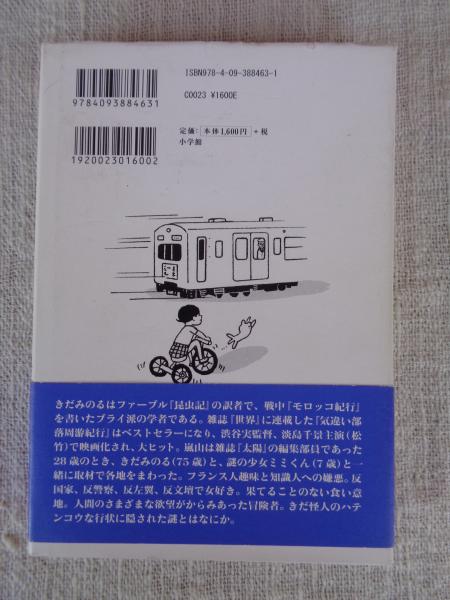 ISBN978-4-09-388463-1
9784093884631
C0023 ¥1600E
定価:本体1,600円+税
小学館
1920023016002
きだみのるはファーブル『昆虫記』の訳者で、戦中『モロッコ紀行』
を書いたブライ派の学者である。雑誌『世界』に連載した『気違い部
落周游紀行』はベストセラーになり、渋谷実監督、淡島千景主演(松
竹)で映画化され、大ヒット。嵐山は雑誌『太陽』の編集部員であった
28歳のとき、きだみのる(75歳)と、謎の少女ミミくん(7歳)と一
緒に取材で各地をまわった。フランス人趣味と知識人への嫌悪。反
国家、反警察、反左翼、反文壇で女好き。果てることのない食い意
地。人間のさまざまな欲望がからみあった冒険者。きだ怪人のハテ
ンコウな行状に隠された謎とはなにか。